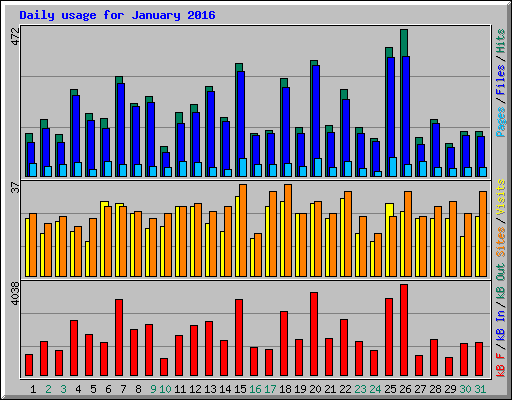 Daily usage for January 2016
472
Pages / Files / Hits
37
Sites / Visits
4038
kB F / kB In / kB Out
1 2 3 4 5 6 7 8 9 10 11 12 13 14 15 16 17 18 19 20 21 22 23 24 25 26 27 28 29 30 31